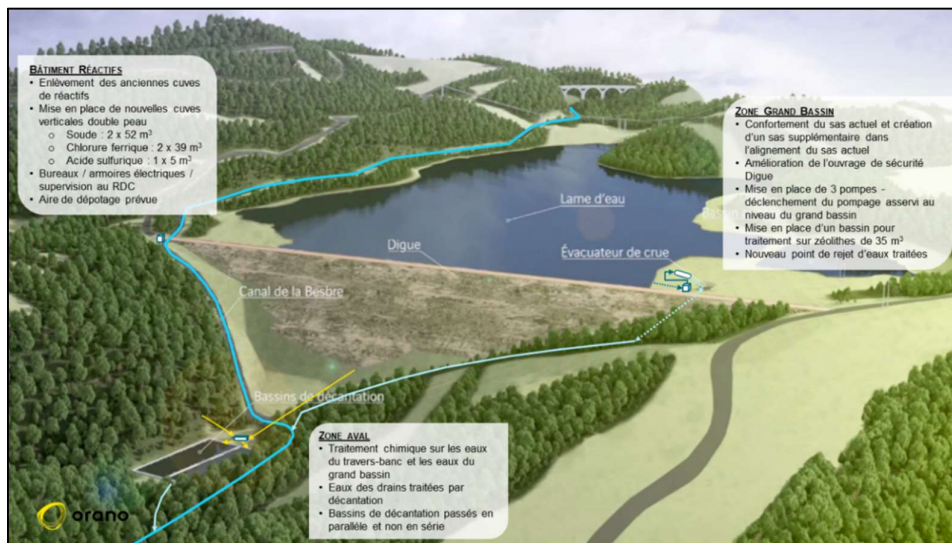 BÂTIMENT RÉACTIFS
• Enlèvement des anciennes cuves de
réactifs
• Mise en place de nouvelles cuves
verticales double peau
o Soude : 2 x 52 m³
o Chlorure ferrique : 2 x 39 m³
o Acide sulfurique : 1 x 5 m³
• Bureaux / armoires électriques /
supervision au RDC
• Aire de dépotage prévue
ZONE GRAND BASSIN
• Confortement du sas actuel et création
d'un sas supplémentaire dans
l'alignement du sas actuel
• Amélioration de l'ouvrage de sécurité
Digue
• Mise en place de 3 pompes -
déclenchement du pompage asservi au
niveau du grand bassin
• Mise en place d'un bassin pour
traitement sur zéolithes de 35 m³
• Nouveau point de rejet d'eaux traitées
Lame d'eau
Digue
Évacuateur de crue
Canal de la Besbre
Bassins de décantation
ZONE AVAL
• Traitement chimique sur les eaux
du travers-banc et les eaux du
grand bassin
• Eaux des drains traitées par
décantation
• Bassins de décantation passés en
parallèle et non en série
orano